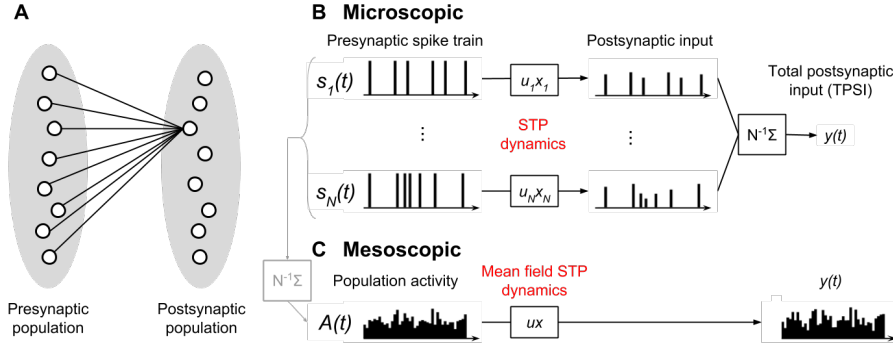 A
Presynaptic
population
Postsynaptic
population
B Microscopic
Presynaptic spike train
Postsynaptic input
s1(t)
u1x1
STP
dynamics
⋮
⋮
sN(t)
uNxN
Total postsynaptic
input (TPSI)
N⁻¹Σ
y(t)
C Mesoscopic
N⁻¹Σ
Population activity
Mean field STP
dynamics
y(t)
A(t)
ux